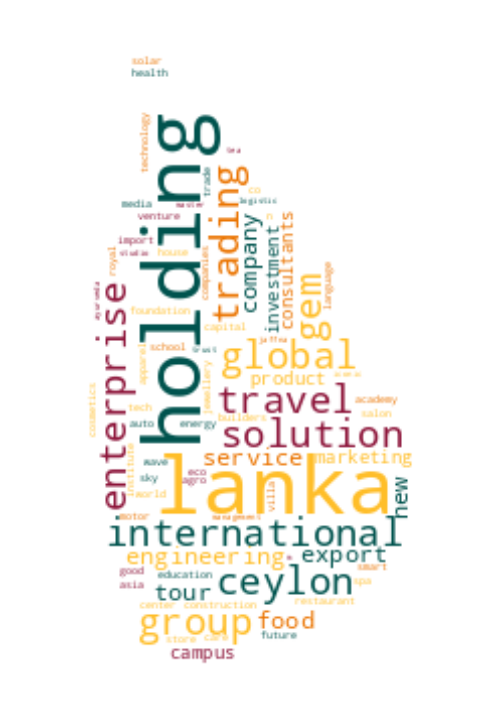 solar
health
technology
holding
tea
trade
trading
co
logistic
media
master
venture
n
company
investment
consultants
import
studio
house
royal
companies
gem
language
ayurveda
enterprise
foundation
capital
jaffna
apparel
school
trust
global
jewellery
product
cosmetics
travel
academy
tech
builders
salon
auto
energy
solution
institute
wave
service
marketing
sky
eco
agro
lanka
world
villa
new
motor
management
international
engineering
export
good
asia
education
tour
ceylon
smart
spa
center
construction
restaurant
group
food
store
care
future
campus